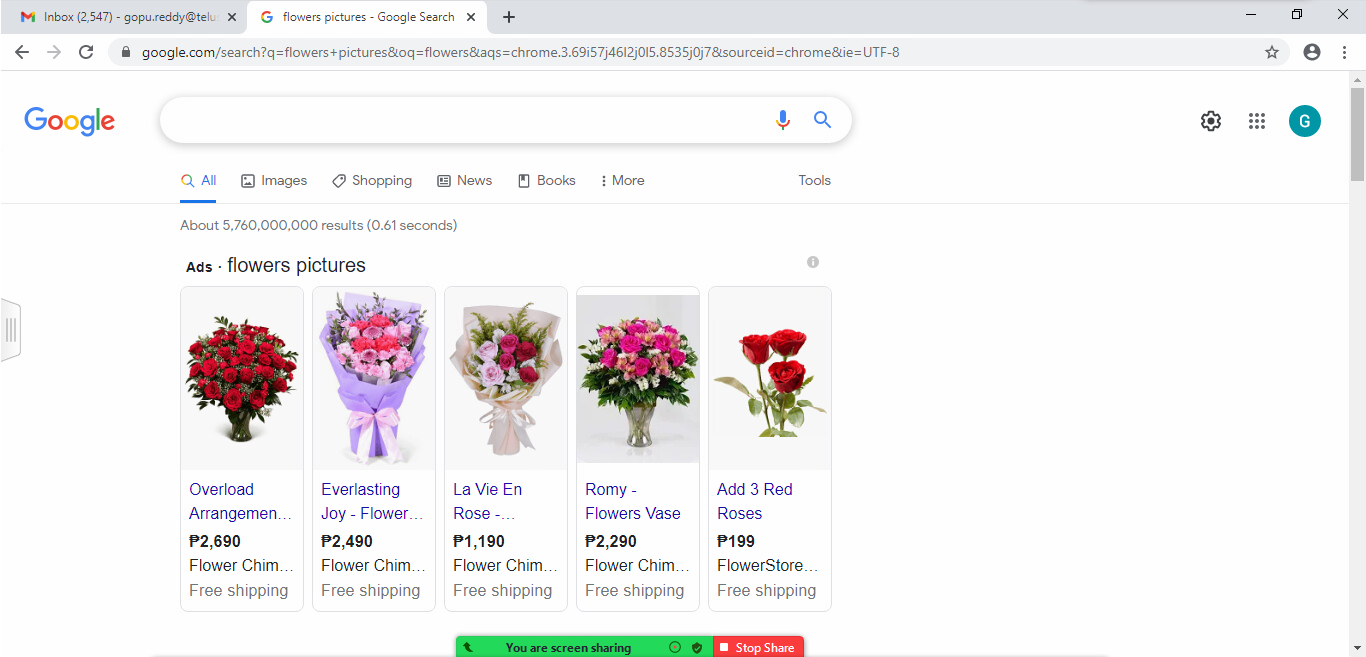 Inbox (2,547) - gopu.reddy@telu
flowers pictures - Google Search
google.com/search?q=flowers+pictures&oq=flowers&aqs=chrome.3.69i57j46l2j0l5.8535j0j7&sourceid=chrome&ie=UTF-8
Google
G
All Images Shopping News Books More Tools
About 5,760,000,000 results (0.61 seconds)
Ads · flowers pictures
Overload
Arrangemen...
₱2,690
Flower Chim...
Free shipping
Everlasting
Joy - Flower...
₱2,490
Flower Chim...
Free shipping
La Vie En
Rose -...
₱1,190
Flower Chim...
Free shipping
Romy -
Flowers Vase
₱2,290
Flower Chim...
Free shipping
Add 3 Red
Roses
₱199
FlowerStore...
Free shipping
You are screen sharing
Stop Share